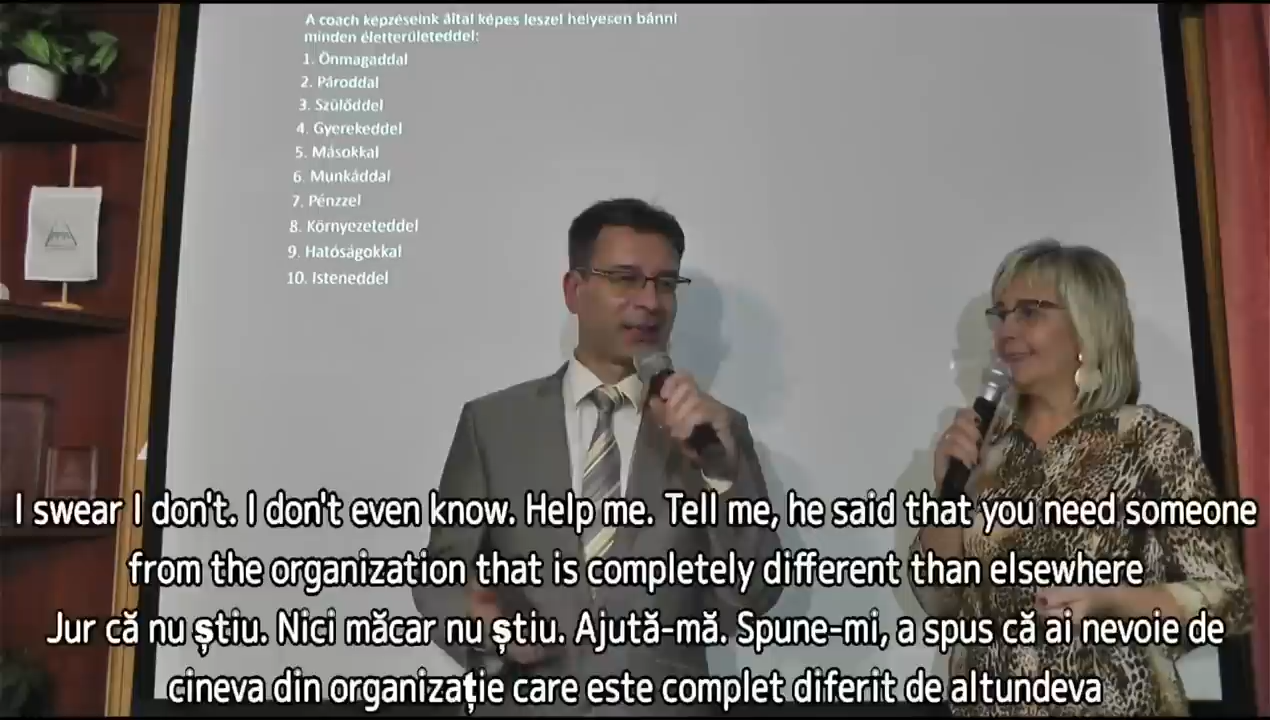 A coach képzéseink által képes leszel helyesen bánni
minden életterületeddel:
1. Önmagaddal
2. Pároddal
3. Szülőddel
4. Gyerekeddel
5. Másokkal
6. Munkáddal
7. Pénzzel
8. Környezeteddel
9. Hatóságokkal
10. Isteneddel
I swear I don't. I don't even know. Help me. Tell me, he said that you need someone
from the organization that is completely different than elsewhere
Jur că nu știu. Nici măcar nu știu. Ajută-mă. Spune-mi, a spus că ai nevoie de
cineva din organizație care este complet diferit de altundeva